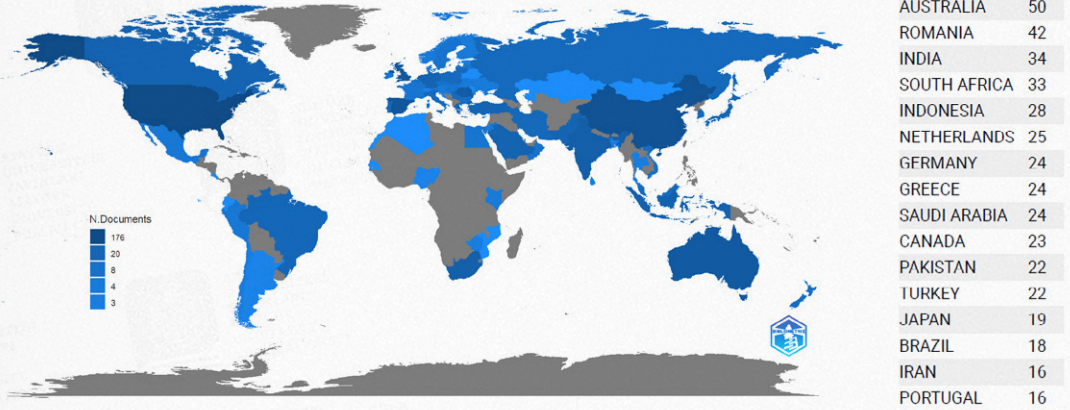 N.Documents
176
20
8
4
3
AUSTRALIA 50
ROMANIA 42
INDIA 34
SOUTH AFRICA 33
INDONESIA 28
NETHERLANDS 25
GERMANY 24
GREECE 24
SAUDI ARABIA 24
CANADA 23
PAKISTAN 22
TURKEY 22
JAPAN 19
BRAZIL 18
IRAN 16
PORTUGAL 16